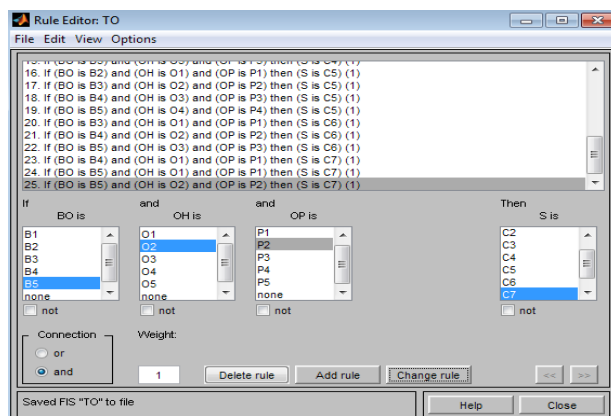 Rule Editor: TO
File Edit View Options
16. If (BO is B2) and (OH is O1) and (OP is P1) then (S is C5) (1)
17. If (BO is B3) and (OH is O2) and (OP is P2) then (S is C5) (1)
18. If (BO is B4) and (OH is O3) and (OP is P3) then (S is C5) (1)
19. If (BO is B5) and (OH is O4) and (OP is P4) then (S is C5) (1)
20. If (BO is B3) and (OH is O1) and (OP is P1) then (S is C6) (1)
21. If (BO is B4) and (OH is O2) and (OP is P2) then (S is C6) (1)
22. If (BO is B5) and (OH is O3) and (OP is P3) then (S is C6) (1)
23. If (BO is B4) and (OH is O1) and (OP is P1) then (S is C7) (1)
24. If (BO is B5) and (OH is O1) and (OP is P1) then (S is C7) (1)
25. If (BO is B5) and (OH is O2) and (OP is P2) then (S is C7) (1)
If and and Then
BO is OH is OP is S is
B1
B2
B3
B4
B5
none
not
O1
O2
O3
O4
O5
none
not
P1
P2
P3
P4
P5
none
not
C2
C3
C4
C5
C6
C7
not
Connection
or
and
Weight:
1
Delete rule
Add rule
Change rule
<<
>>
Saved FIS "TO" to file
Help
Close